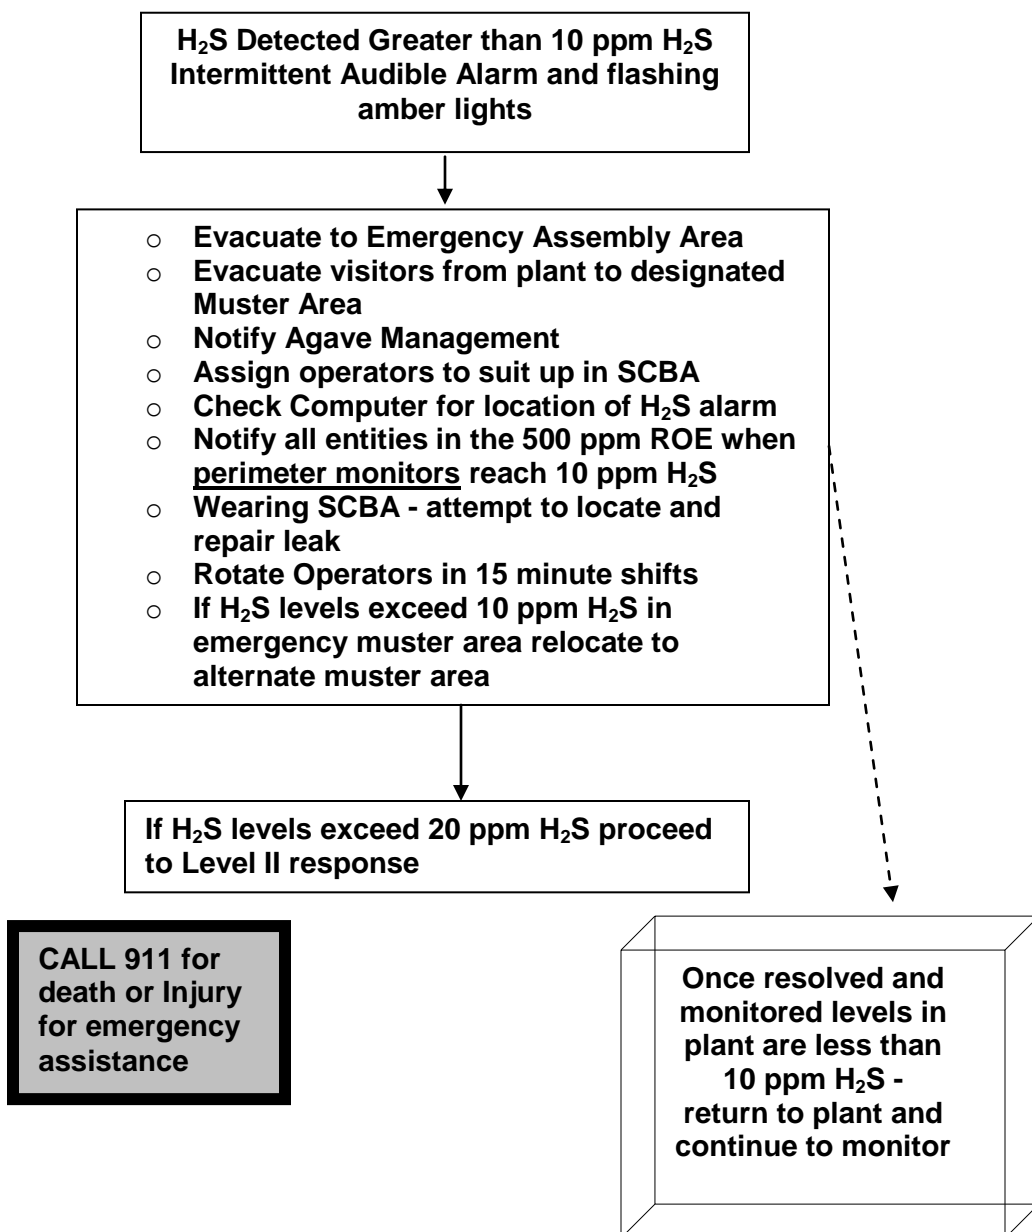 H₂S Detected Greater than 10 ppm H₂S
Intermittent Audible Alarm and flashing
amber lights
o Evacuate to Emergency Assembly Area
o Evacuate visitors from plant to designated
Muster Area
o Notify Agave Management
o Assign operators to suit up in SCBA
o Check Computer for location of H₂S alarm
o Notify all entities in the 500 ppm ROE when
perimeter monitors reach 10 ppm H₂S
o Wearing SCBA - attempt to locate and
repair leak
o Rotate Operators in 15 minute shifts
o If H₂S levels exceed 10 ppm H₂S in
emergency muster area relocate to
alternate muster area
If H₂S levels exceed 20 ppm H₂S proceed
to Level II response
CALL 911 for
death or Injury
for emergency
assistance
Once resolved and
monitored levels in
plant are less than
10 ppm H₂S -
return to plant and
continue to monitor